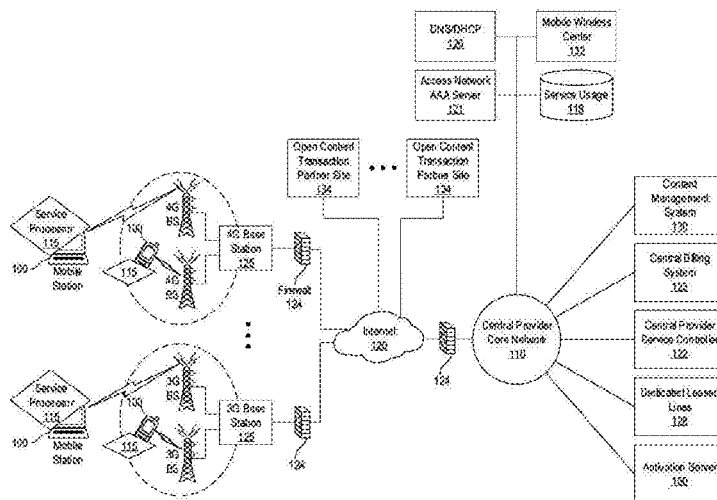 DNS/DHCP
126
Mobile Wireless
Center
132
Access Network
AAA Server
121
Service Usage
118
Open Content
Transaction
Partner Site
134
Open Content
Transaction
Partner Site
134
Content
Management
System
130
Central Billing
System
123
Central Provider
Service Controller
122
Dedicated Leased
Lines
128
Activation Server
160
Service
Processor
115
100
Mobile
Station
100
115
4G
BS
4G
BS
4G Base
Station
125
Firewall
124
Internet
120
124
Central Provider
Core Network
110
Service
Processor
115
100
Mobile
Station
100
115
3G
BS
3G
BS
3G Base
Station
125
124